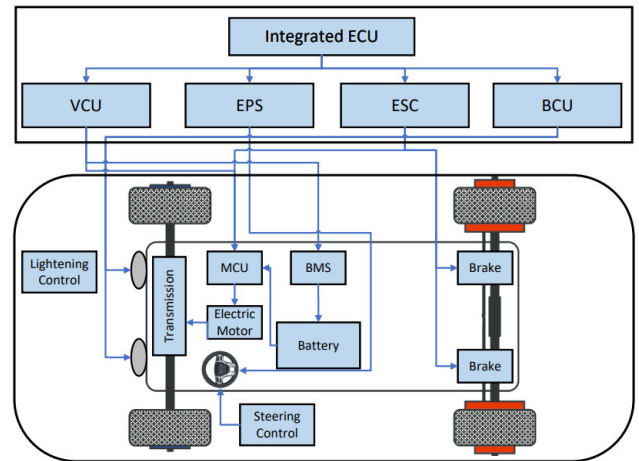 Integrated ECU
VCU
EPS
ESC
BCU
Lightening
Control
Transmission
MCU
BMS
Electric
Motor
Battery
Brake
Brake
Steering
Control